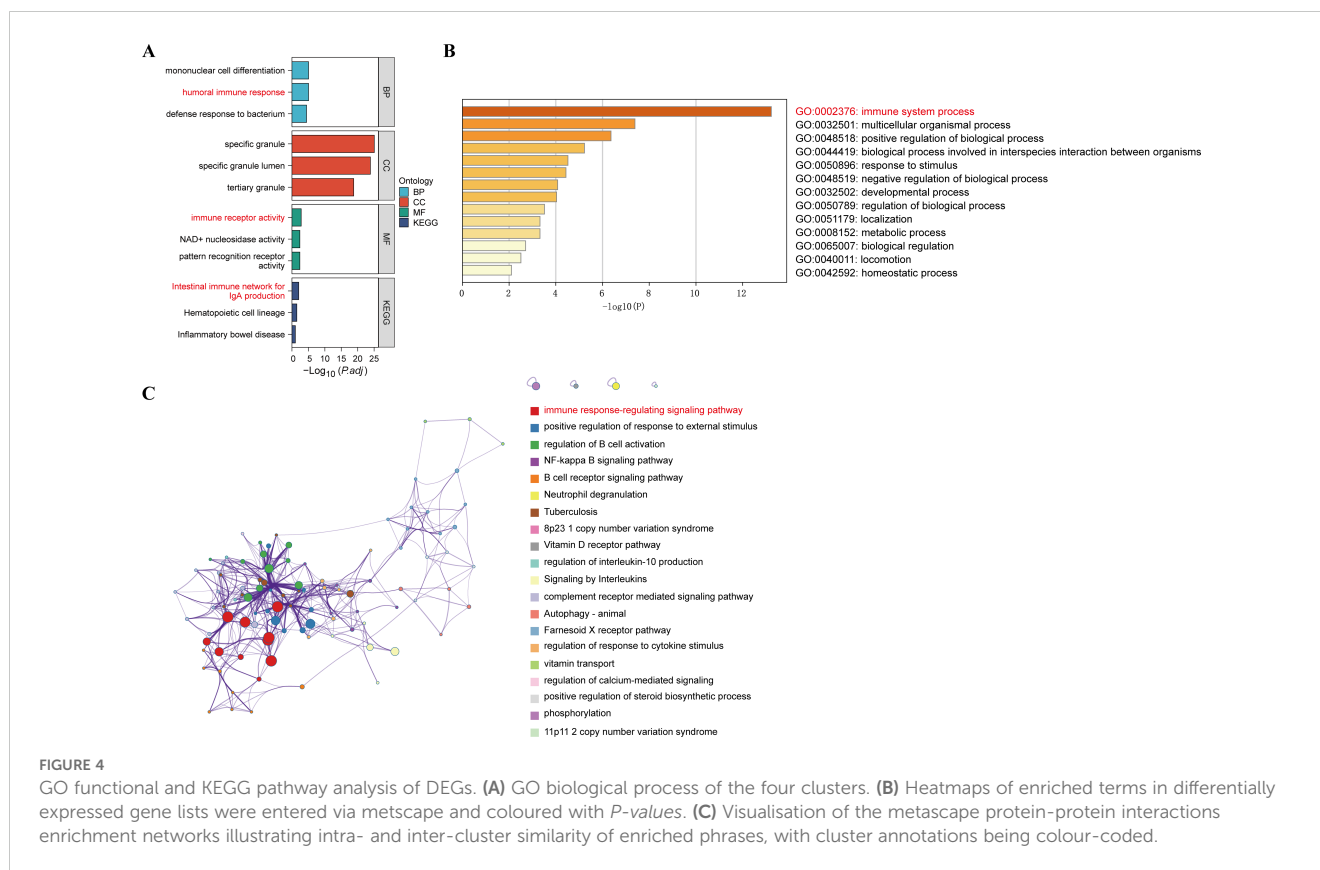 A
mononuclear cell differentiation
humoral immune response
defense response to bacterium
BP
specific granule
specific granule lumen
tertiary granule
CC
immune receptor activity
NAD+ nucleosidase activity
pattern recognition receptor
activity
MF
Intestinal immune network for
IgA production
Hematopoietic cell lineage
Inflammatory bowel disease
KEGG
0 5 10 15 20 25
−Log10 (P.adj)
Ontology
BP
CC
MF
KEGG
B
GO:0002376: immune system process
GO:0032501: multicellular organismal process
GO:0048518: positive regulation of biological process
GO:0044419: biological process involved in interspecies interaction between organisms
GO:0050896: response to stimulus
GO:0048519: negative regulation of biological process
GO:0032502: developmental process
GO:0050789: regulation of biological process
GO:0051179: localization
GO:0008152: metabolic process
GO:0065007: biological regulation
GO:0040011: locomotion
GO:0042592: homeostatic process
0 2 4 6 8 10 12
-log10(P)
C
immune response-regulating signaling pathway
positive regulation of response to external stimulus
regulation of B cell activation
NF-kappa B signaling pathway
B cell receptor signaling pathway
Neutrophil degranulation
Tuberculosis
8p23 1 copy number variation syndrome
Vitamin D receptor pathway
regulation of interleukin-10 production
Signaling by Interleukins
complement receptor mediated signaling pathway
Autophagy - animal
Farnesoid X receptor pathway
regulation of response to cytokine stimulus
vitamin transport
regulation of calcium-mediated signaling
positive regulation of steroid biosynthetic process
phosphorylation
11p11 2 copy number variation syndrome
FIGURE 4
GO functional and KEGG pathway analysis of DEGs. (A) GO biological process of the four clusters. (B) Heatmaps of enriched terms in differentially
expressed gene lists were entered via metscape and coloured with P-values. (C) Visualisation of the metascape protein-protein interactions
enrichment networks illustrating intra- and inter-cluster similarity of enriched phrases, with cluster annotations being colour-coded.